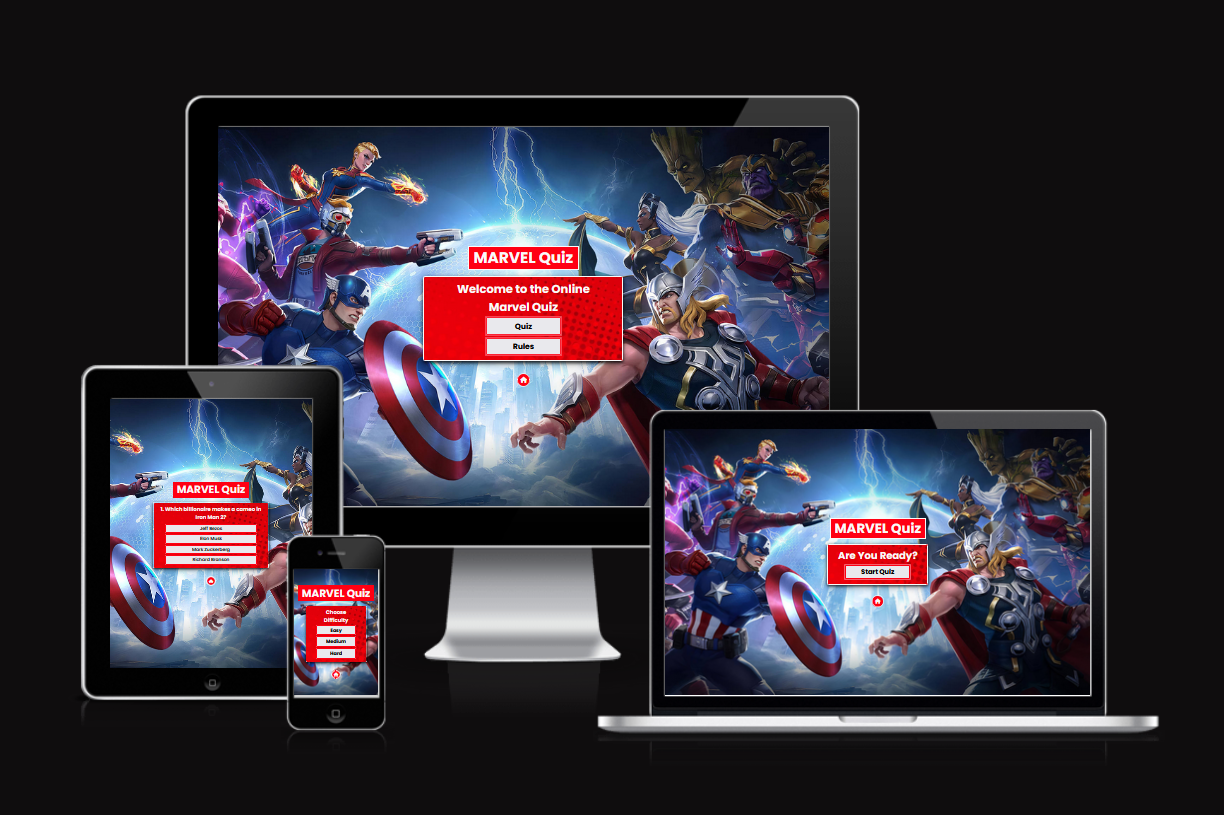 MARVEL Quiz
Welcome to the Online
Marvel Quiz
Quiz
Rules
MARVEL Quiz
1. Which billionaire makes a cameo in
Iron Man 2?
Jeff Bezos
Elon Musk
Mark Zuckerberg
Richard Branson
MARVEL Quiz
Choose
Difficulty
Easy
Medium
Hard
MARVEL Quiz
Are You Ready?
Start Quiz